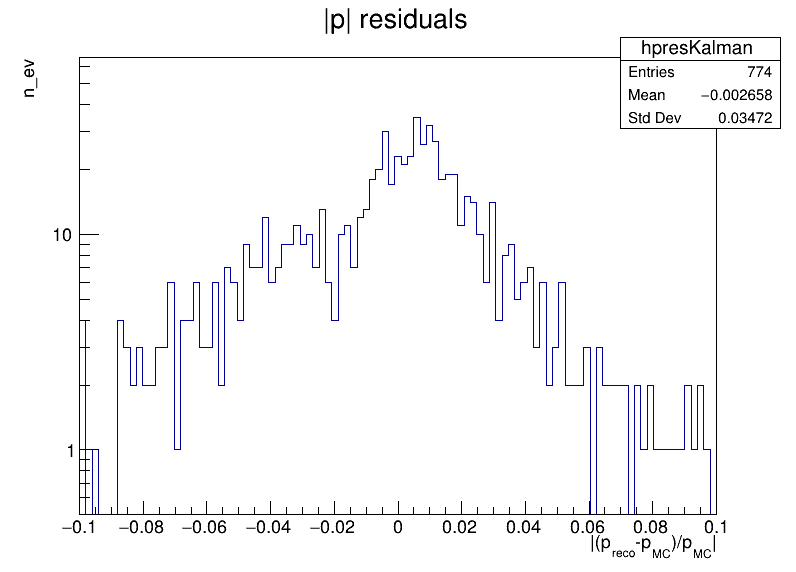 |p| residuals
n_ev
hpresKalman
Entries 774
Mean −0.002658
Std Dev 0.03472
10
1
−0.1 −0.08 −0.06 −0.04 −0.02 0 0.02 0.04 0.06 0.08 0.1
|(p_reco-p_MC)/p_MC|